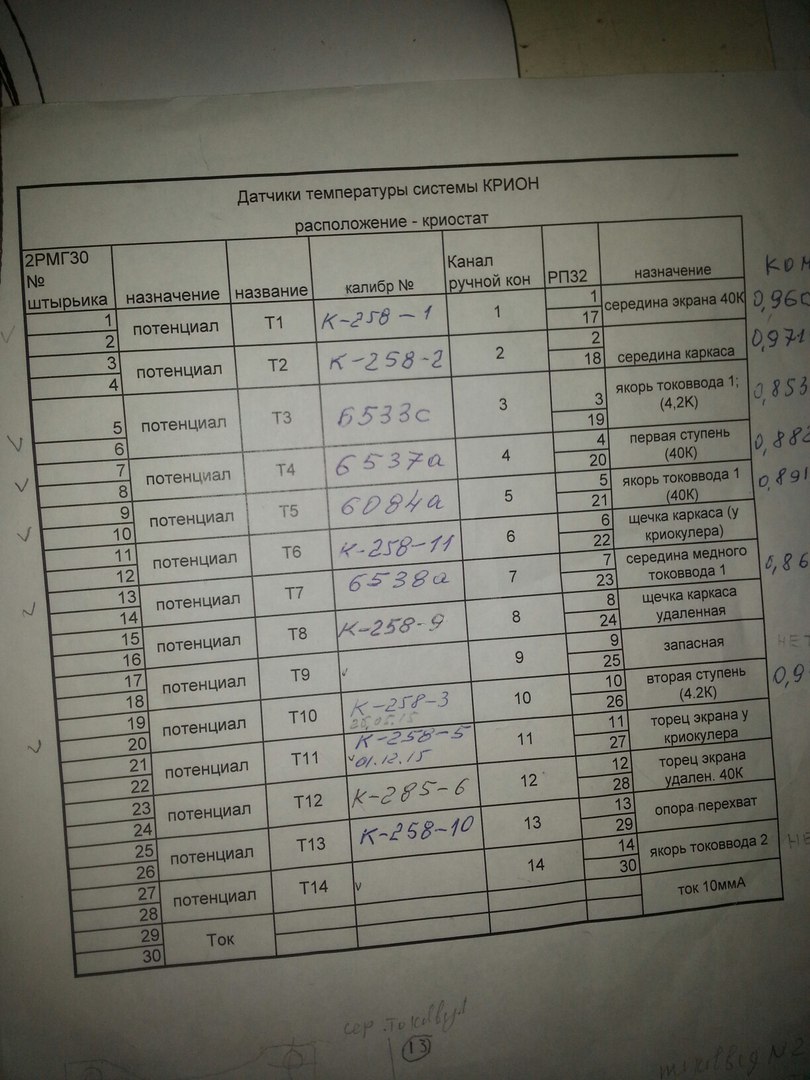 Датчики температуры системы КРИОН
расположение - криостат
2РМГ30 № штырьика назначение название калибр № Канал ручной кон РП32 назначение
1 2 потенциал Т1 К-258-1 1 1 17 середина экрана 40К 0,960
3 4 потенциал Т2 К-258-2 2 2 18 середина каркаса 0,971
5 6 потенциал Т3 6533с 3 3 19 якорь токоввода 1; (4,2К) 0,853
7 8 потенциал Т4 6537а 4 4 20 первая ступень (40К) 0,882
9 10 потенциал Т5 6084а 5 5 21 якорь токоввода 1 (40К) 0,891
11 12 потенциал Т6 К-258-11 6 6 22 щечка каркаса (у криокулера)
13 14 потенциал Т7 6538а 7 7 23 середина медного токоввода 1 0,86
15 16 потенциал Т8 К-258-9 8 8 24 щечка каркаса удаленная
17 18 потенциал Т9 9 9 25 запасная НЕТ
19 20 потенциал Т10 К-258-3 10 10 26 вторая ступень (4.2К) 0,9
21 22 потенциал Т11 К-258-5 01.12.15 11 11 27 торец экрана у криокулера
23 24 потенциал Т12 К-285-6 12 12 28 торец экрана удален. 40К
25 26 потенциал Т13 К-258-10 13 13 29 опора перехват
27 28 потенциал Т14 14 14 30 якорь токоввода 2 НЕ
29 30 Ток ток 10ммА
13